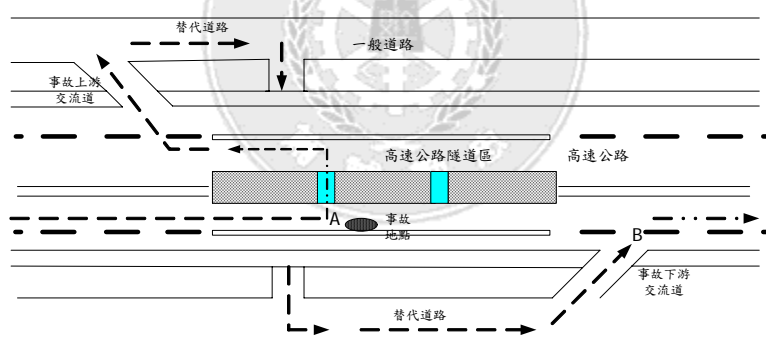 替代道路
一般道路
事故上游
交流道
高速公路隧道區
高速公路
A
事故
地點
B
事故下游
交流道
替代道路